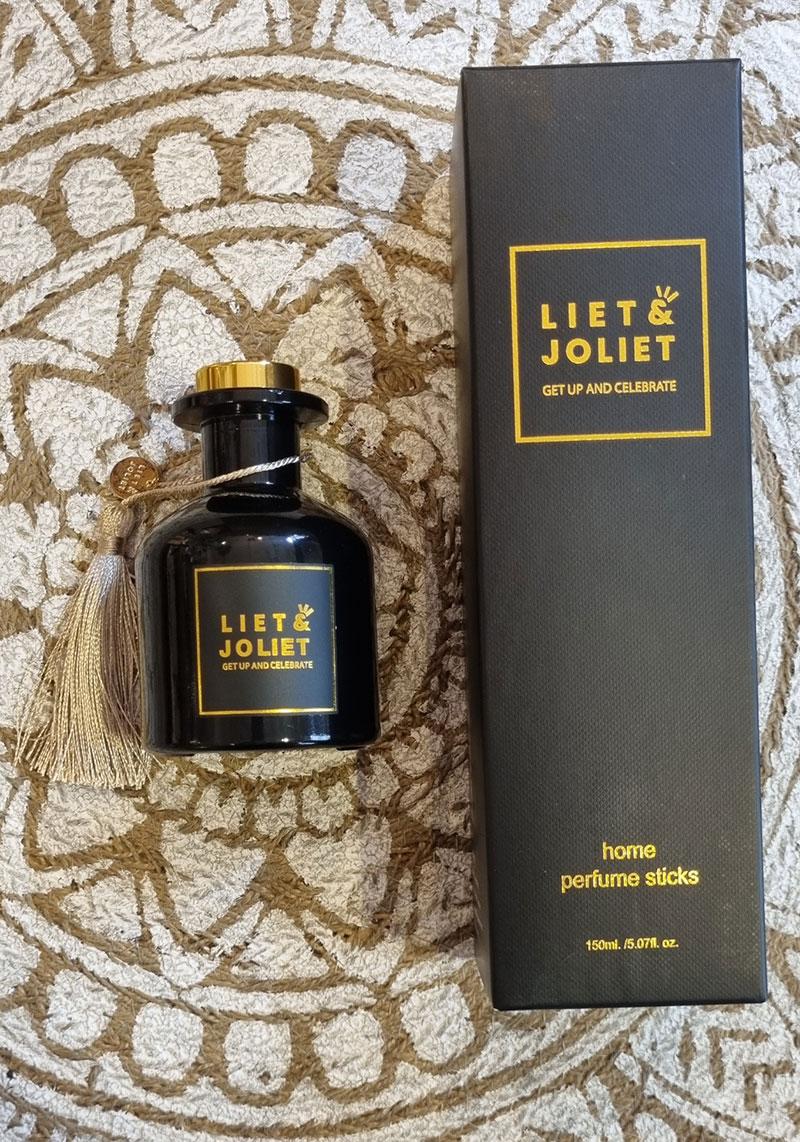 LIET &
JOLIET
GET UP AND CELEBRATE
LIET &
JOLIET
GET UP AND CELEBRATE
home
perfume sticks
150ml. /5.07fl. oz.